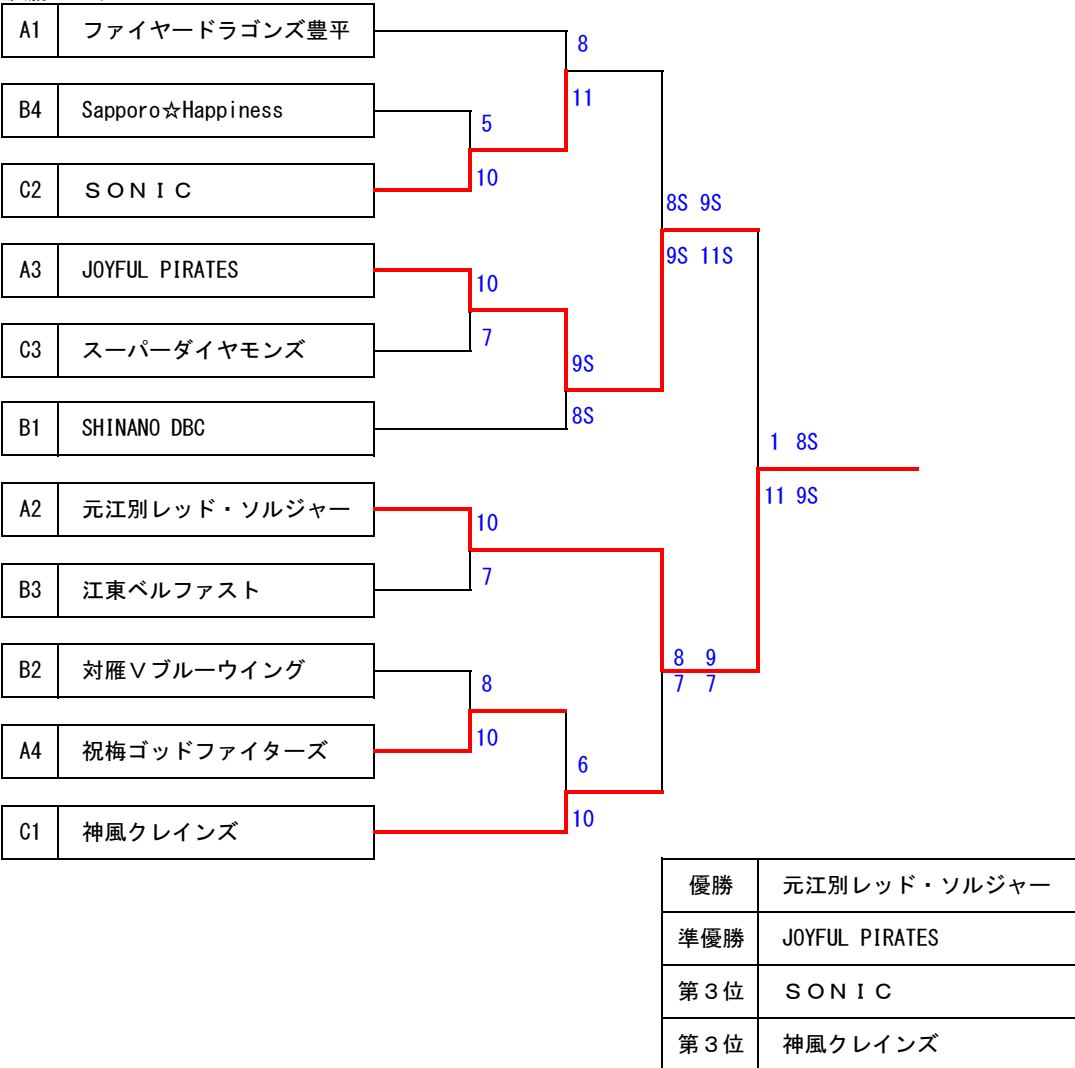 A1 ファイヤードラゴンズ豊平
8
B4 Sapporo☆Happiness
11
5
C2 ＳＯＮＩＣ
10
8S 9S
A3 JOYFUL PIRATES
9S 11S
10
C3 スーパーダイヤモンズ
7
9S
B1 SHINANO DBC
8S
1 8S
A2 元江別レッド・ソルジャー
11 9S
10
B3 江東ベルファスト
7
B2 対雁Ｖブルーウイング
8 9
7 7
8
A4 祝梅ゴッドファイターズ
10
6
C1 神風クレインズ
10
優勝 元江別レッド・ソルジャー
準優勝 JOYFUL PIRATES
第３位 ＳＯＮＩＣ
第３位 神風クレインズ